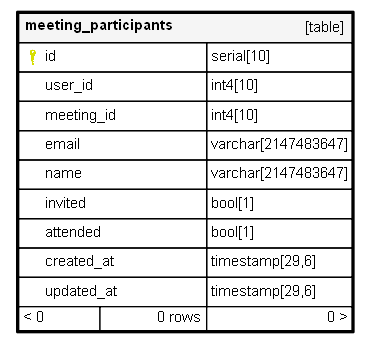 meeting_participants [table]
id serial[10]
user_id int4[10]
meeting_id int4[10]
email varchar[2147483647]
name varchar[2147483647]
invited bool[1]
attended bool[1]
created_at timestamp[29,6]
updated_at timestamp[29,6]
< 0 0 rows 0 >